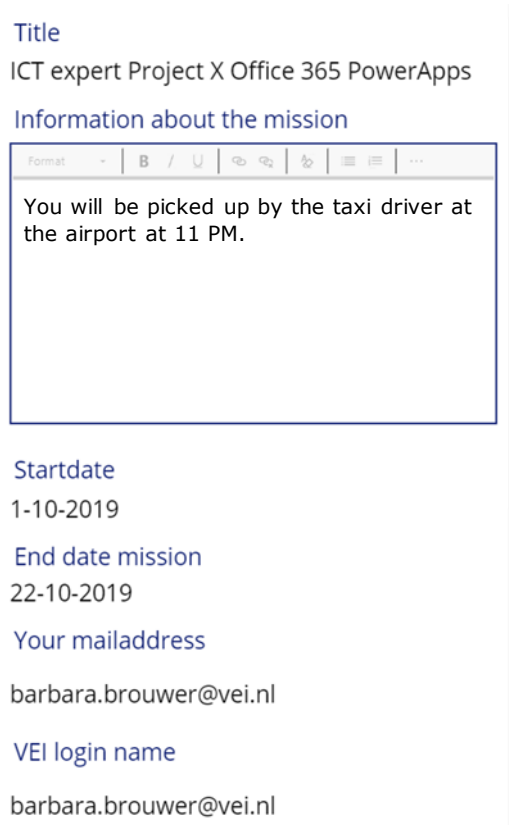 Title
ICT expert Project X Office 365 PowerApps
Information about the mission
Format B I U ...
You will be picked up by the taxi driver at
the airport at 11 PM.
Startdate
1-10-2019
End date mission
22-10-2019
Your mailaddress
barbara.brouwer@vei.nl
VEI login name
barbara.brouwer@vei.nl